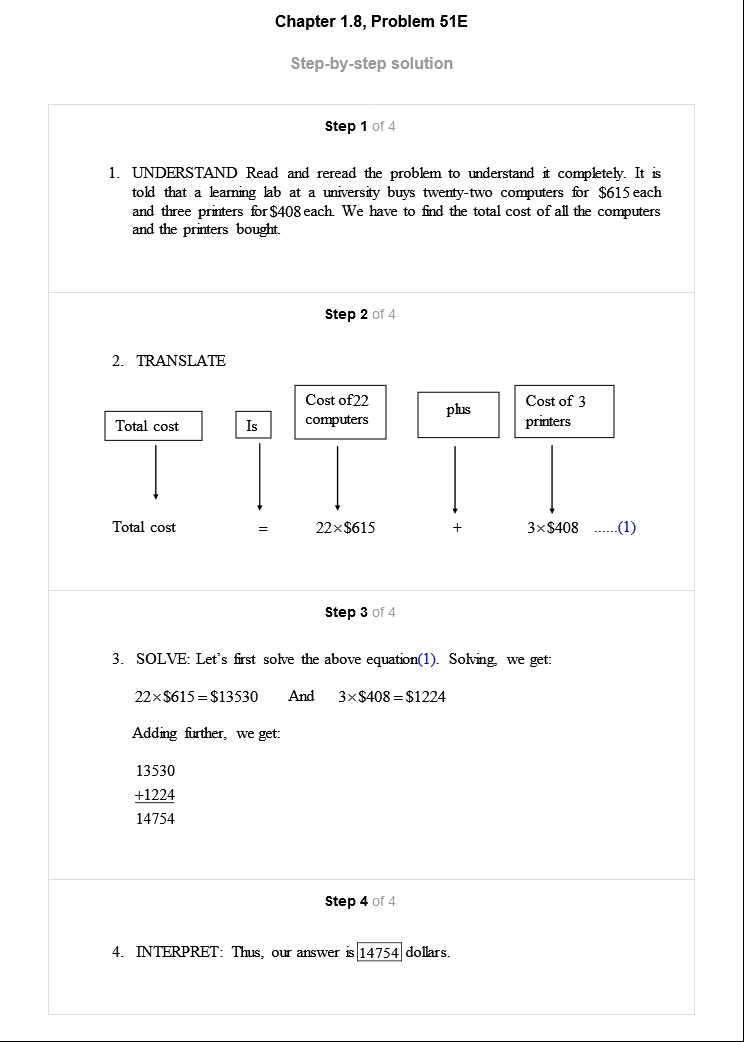 Chapter 1.8, Problem 51E
Step-by-step solution
Step 1 of 4
1. UNDERSTAND Read and reread the problem to understand it completely. It is
told that a learning lab at a university buys twenty-two computers for $615 each
and three printers for $408 each. We have to find the total cost of all the computers
and the printers bought.
Step 2 of 4
2. TRANSLATE
Total cost
Is
Cost of 22
computers
plus
Cost of 3
printers
Total cost = 22×$615 + 3×$408 ......(1)
Step 3 of 4
3. SOLVE: Let's first solve the above equation(1). Solving, we get:
22×$615=$13530 And 3×$408=$1224
Adding further, we get:
13530
+1224
14754
Step 4 of 4
4. INTERPRET: Thus, our answer is 14754 dollars.